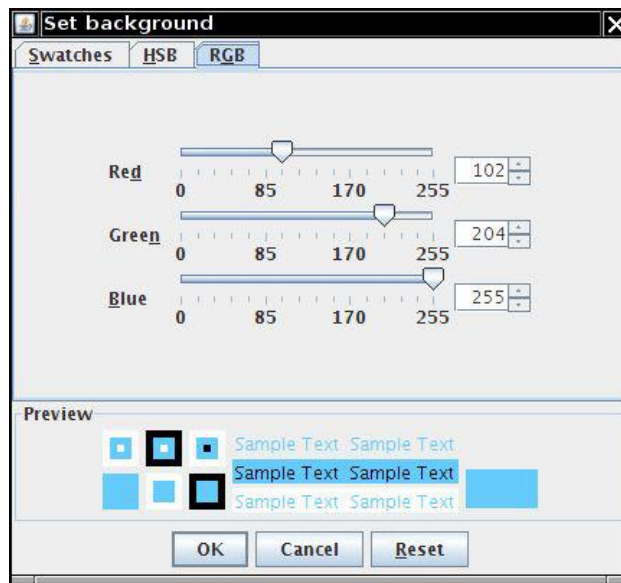 Set background
Swatches HSB RGB
Red 102
0 85 170 255
Green 204
0 85 170 255
Blue 255
0 85 170 255
Preview
Sample Text Sample Text
Sample Text Sample Text
Sample Text Sample Text
OK Cancel Reset